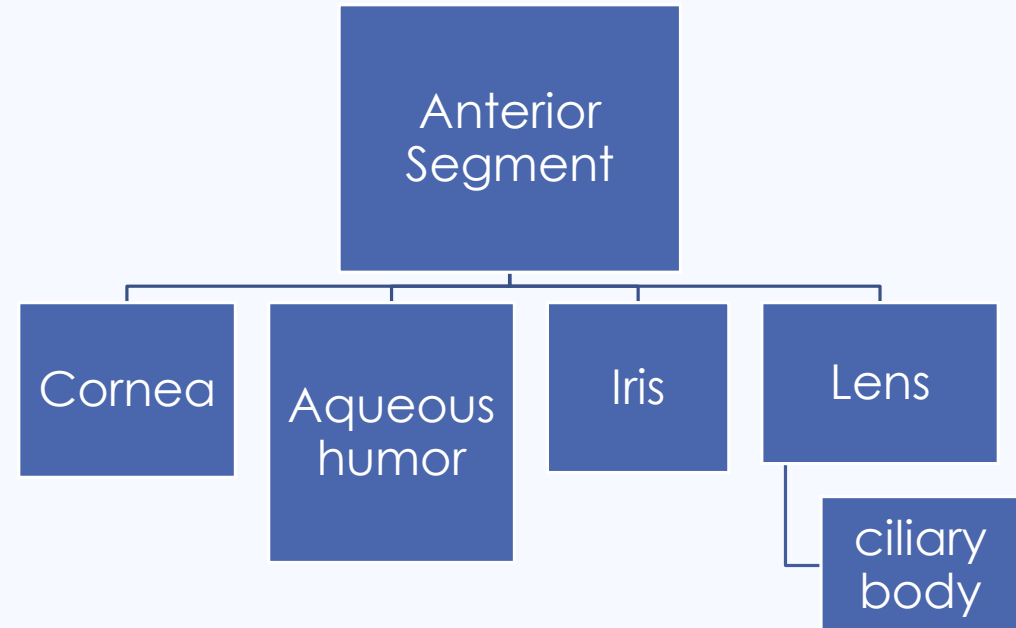 Anterior
Segment
Cornea
Aqueous
humor
Iris
Lens
ciliary
body